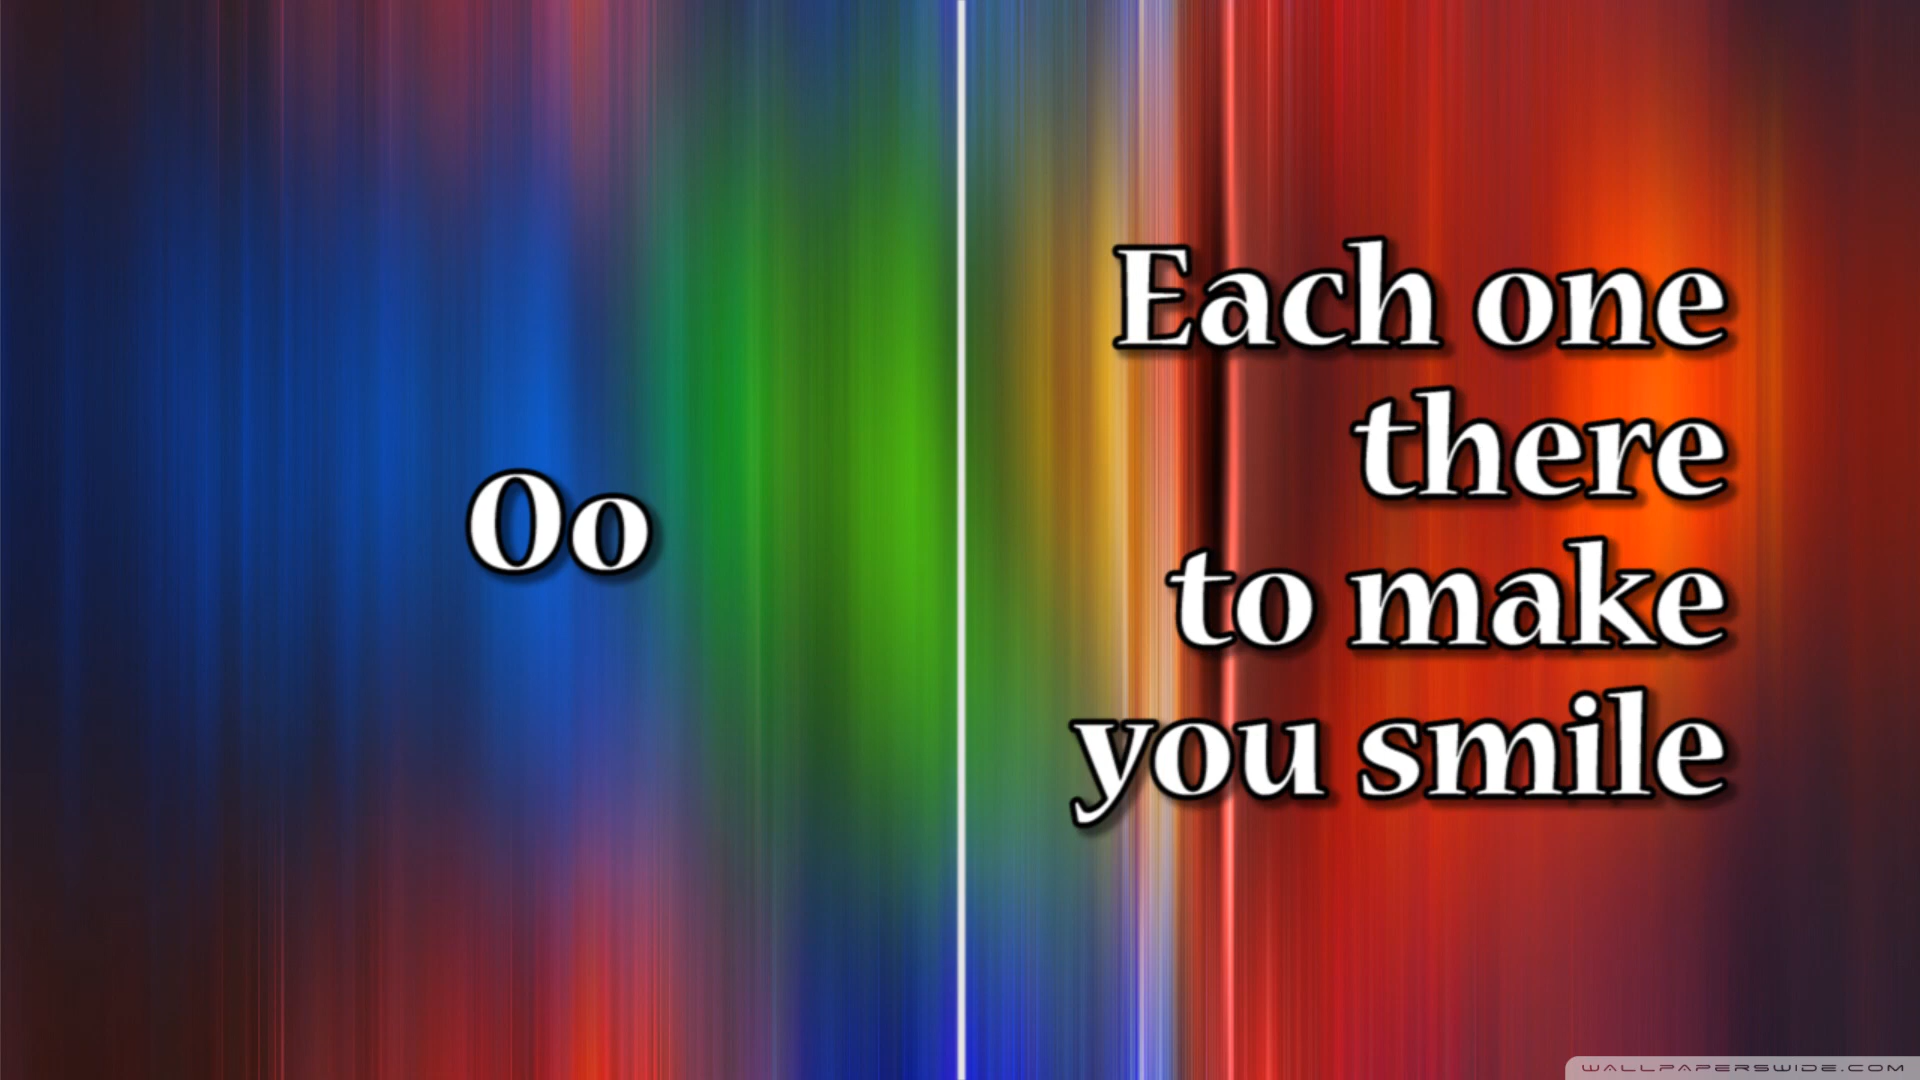 Oo
Each one
there
to make
you smile
WALLPAPERSWIDE.COM